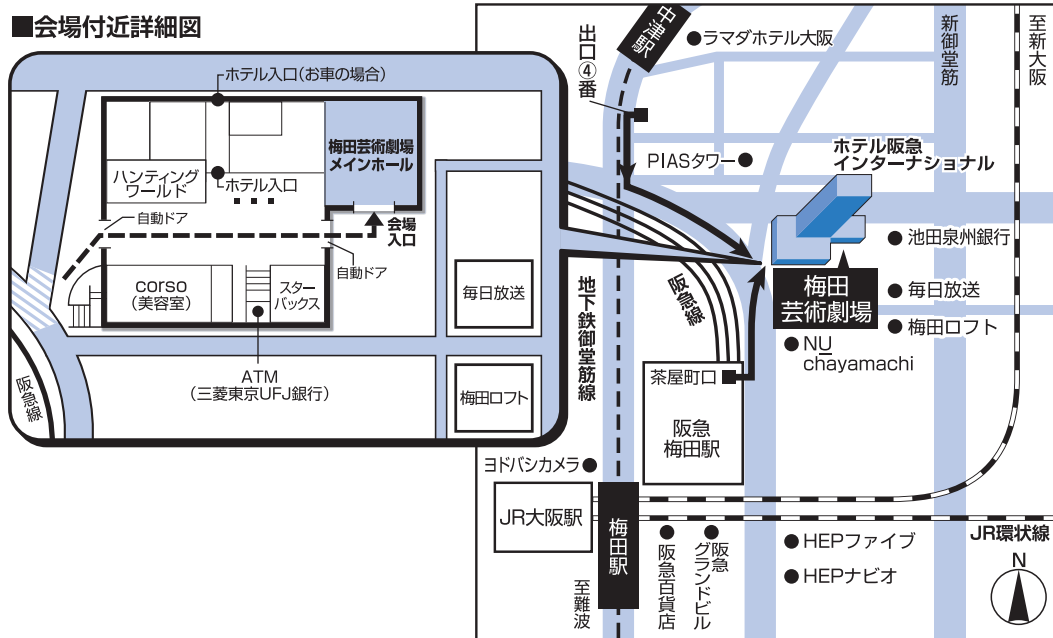 ■会場付近詳細図
ホテル入口(お車の場合)
梅田芸術劇場
メインホール
ハンティング
ワールド
ホテル入口
自動ドア
会場
入口
自動ドア
corso
(美容室)
スター
バックス
ATM
(三菱東京UFJ銀行)
阪急線
毎日放送
梅田ロフト
中津駅
出口④番
ラマダホテル大阪
新御堂筋
至新大阪
PIASタワー
ホテル阪急
インターナショナル
池田泉州銀行
梅田
芸術劇場
毎日放送
梅田ロフト
NU
chayamachi
地下鉄御堂筋線
阪急線
茶屋町口
阪急
梅田駅
ヨドバシカメラ
JR大阪駅
梅田駅
至難波
阪急百貨店
阪急
グランドビル
HEPファイブ
HEPナビオ
JR環状線
N